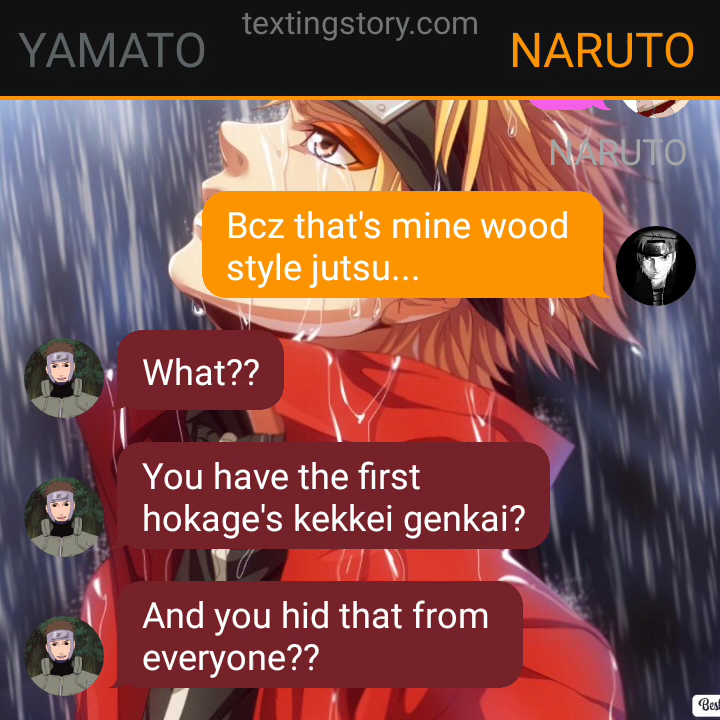 textingstory.com
YAMATO
NARUTO
NARUTO
Bcz that's mine wood
style jutsu...
What??
You have the first
hokage's kekkei genkai?
And you hid that from
everyone??